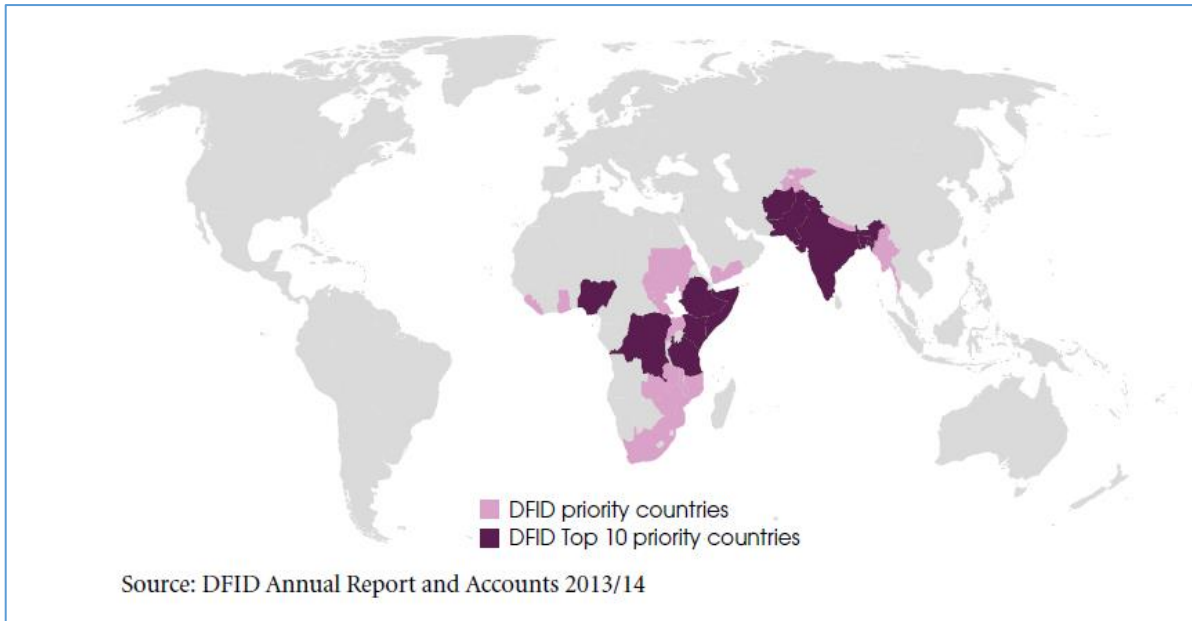 DFID priority countries
DFID Top 10 priority countries
Source: DFID Annual Report and Accounts 2013/14